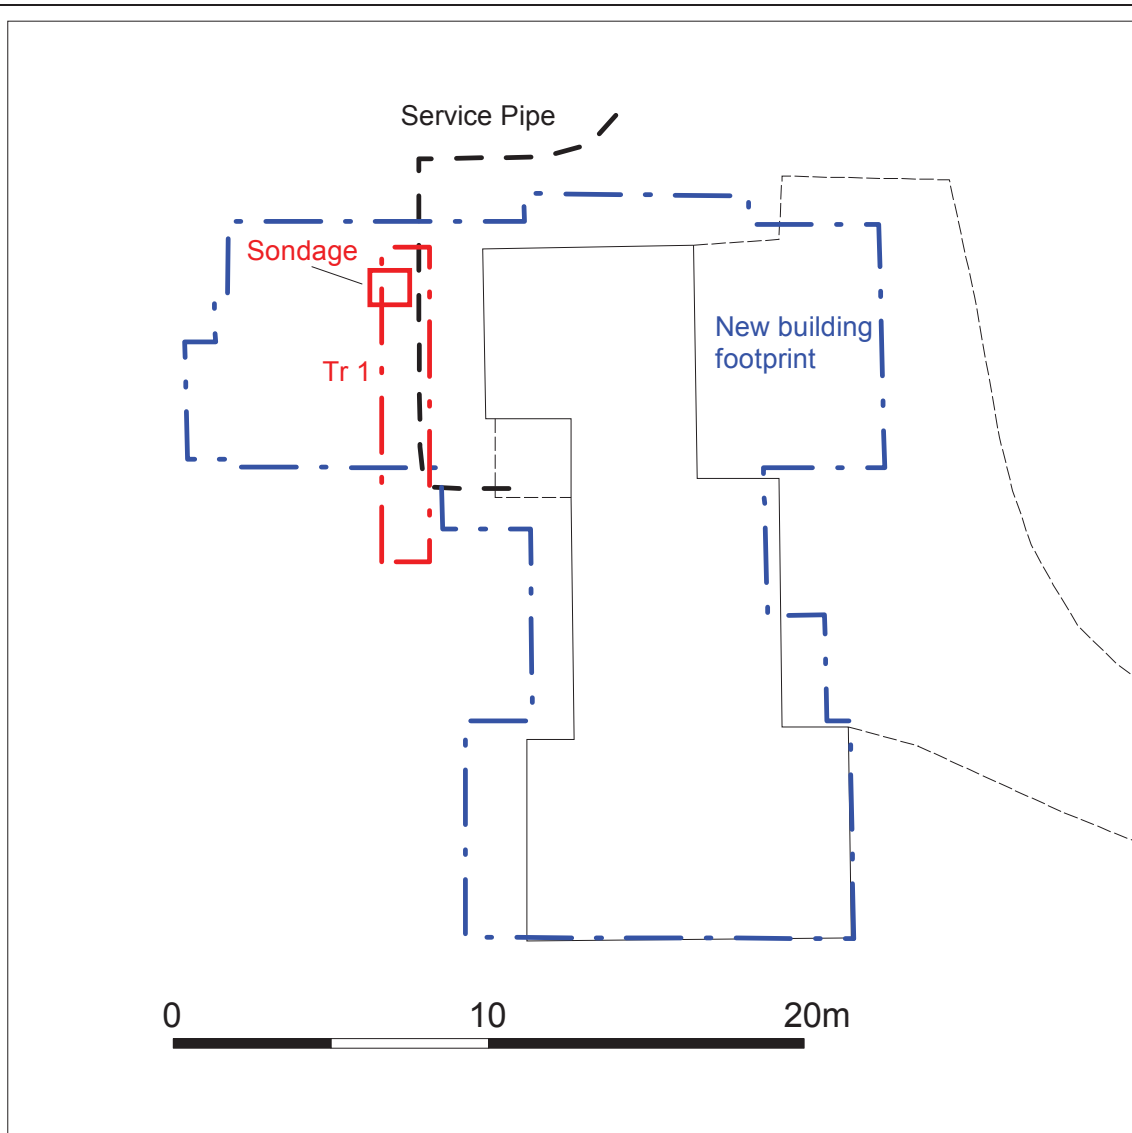 Service Pipe
Sondage
New building
footprint
Tr 1
0 10 20m